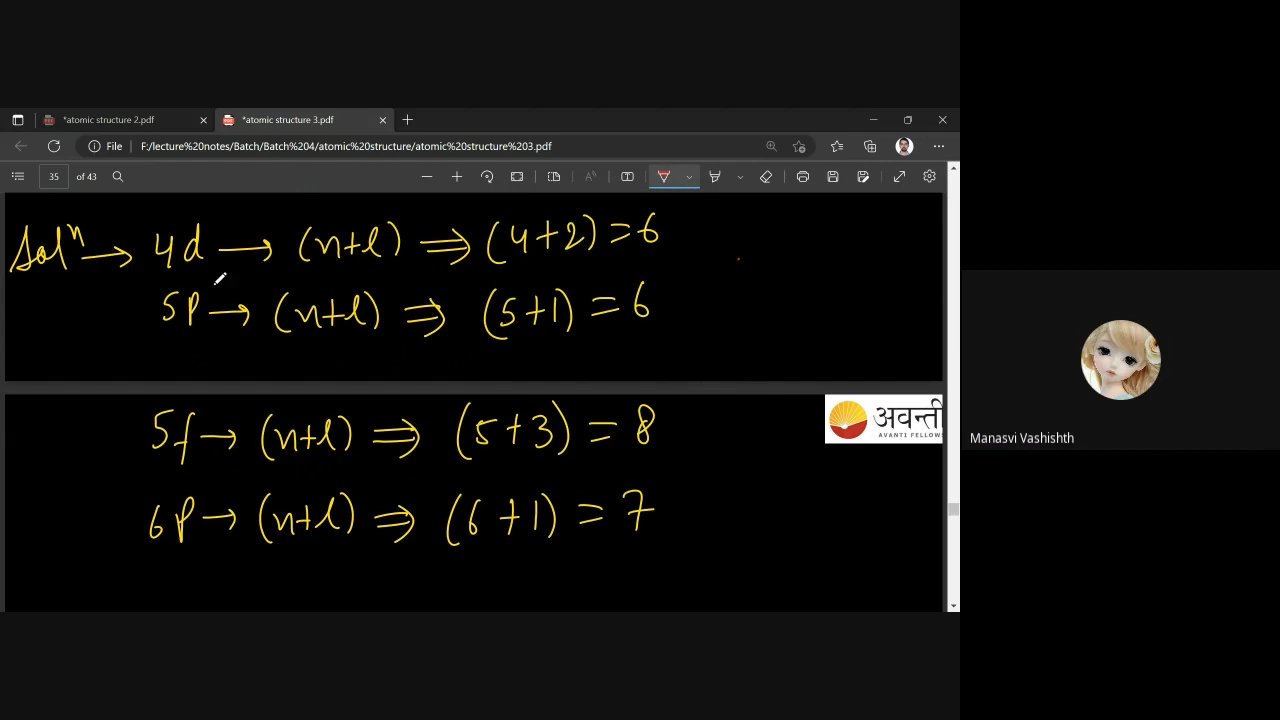 *atomic structure 2.pdf
*atomic structure 3.pdf
File F:/lecture%20notes/Batch/Batch%204/atomic%20structure/atomic%20structure%203.pdf
35 of 43
Solⁿ → 4d → (n+l) ⇒ (4+2) = 6
5p → (n+l) ⇒ (5+1) = 6
5f → (n+l) ⇒ (5+3) = 8
6p → (n+l) ⇒ (6+1) = 7
अवन्ती
AVANTI FELLOWS
Manasvi Vashishth